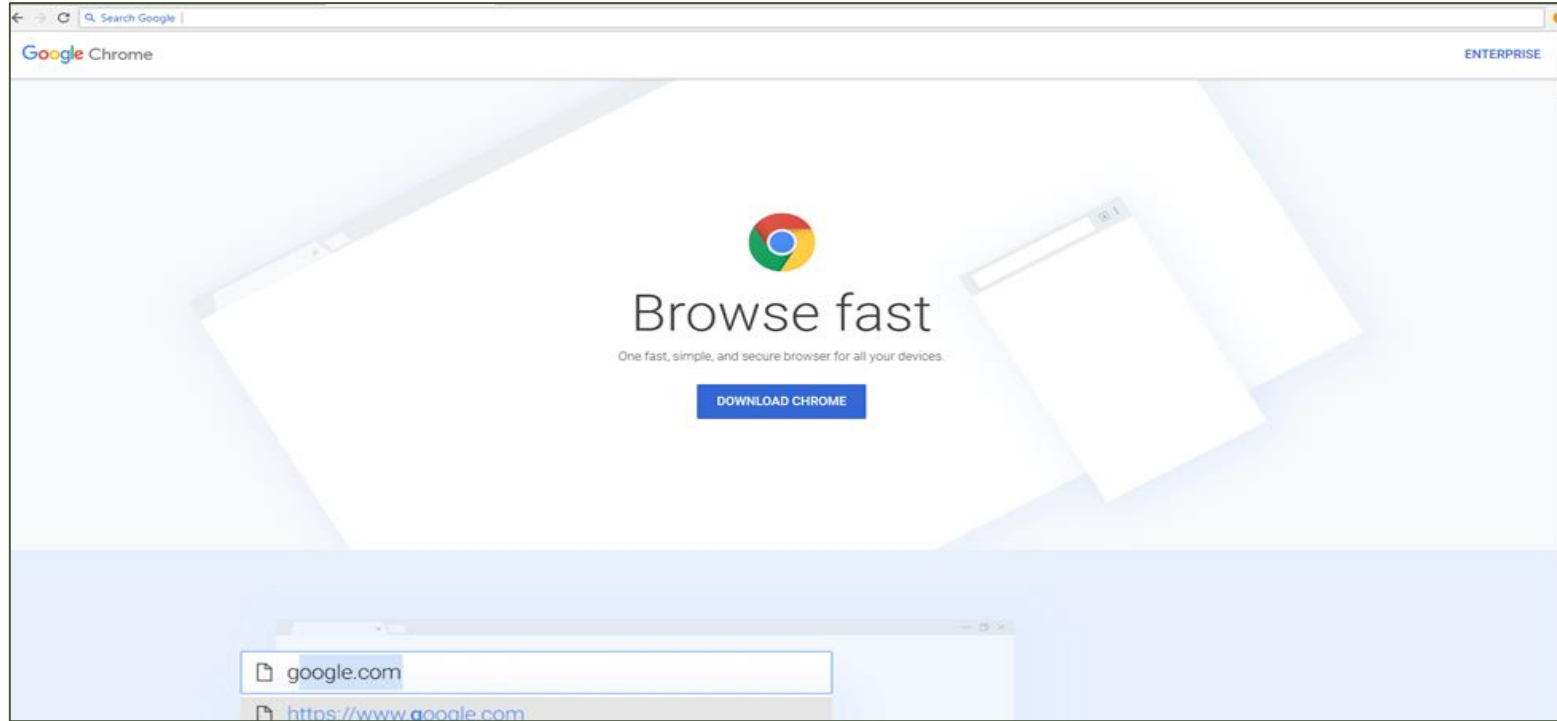 Search Google
Google Chrome
ENTERPRISE
Browse fast
One fast, simple, and secure browser for all your devices.
DOWNLOAD CHROME
google.com
https://www.google.com